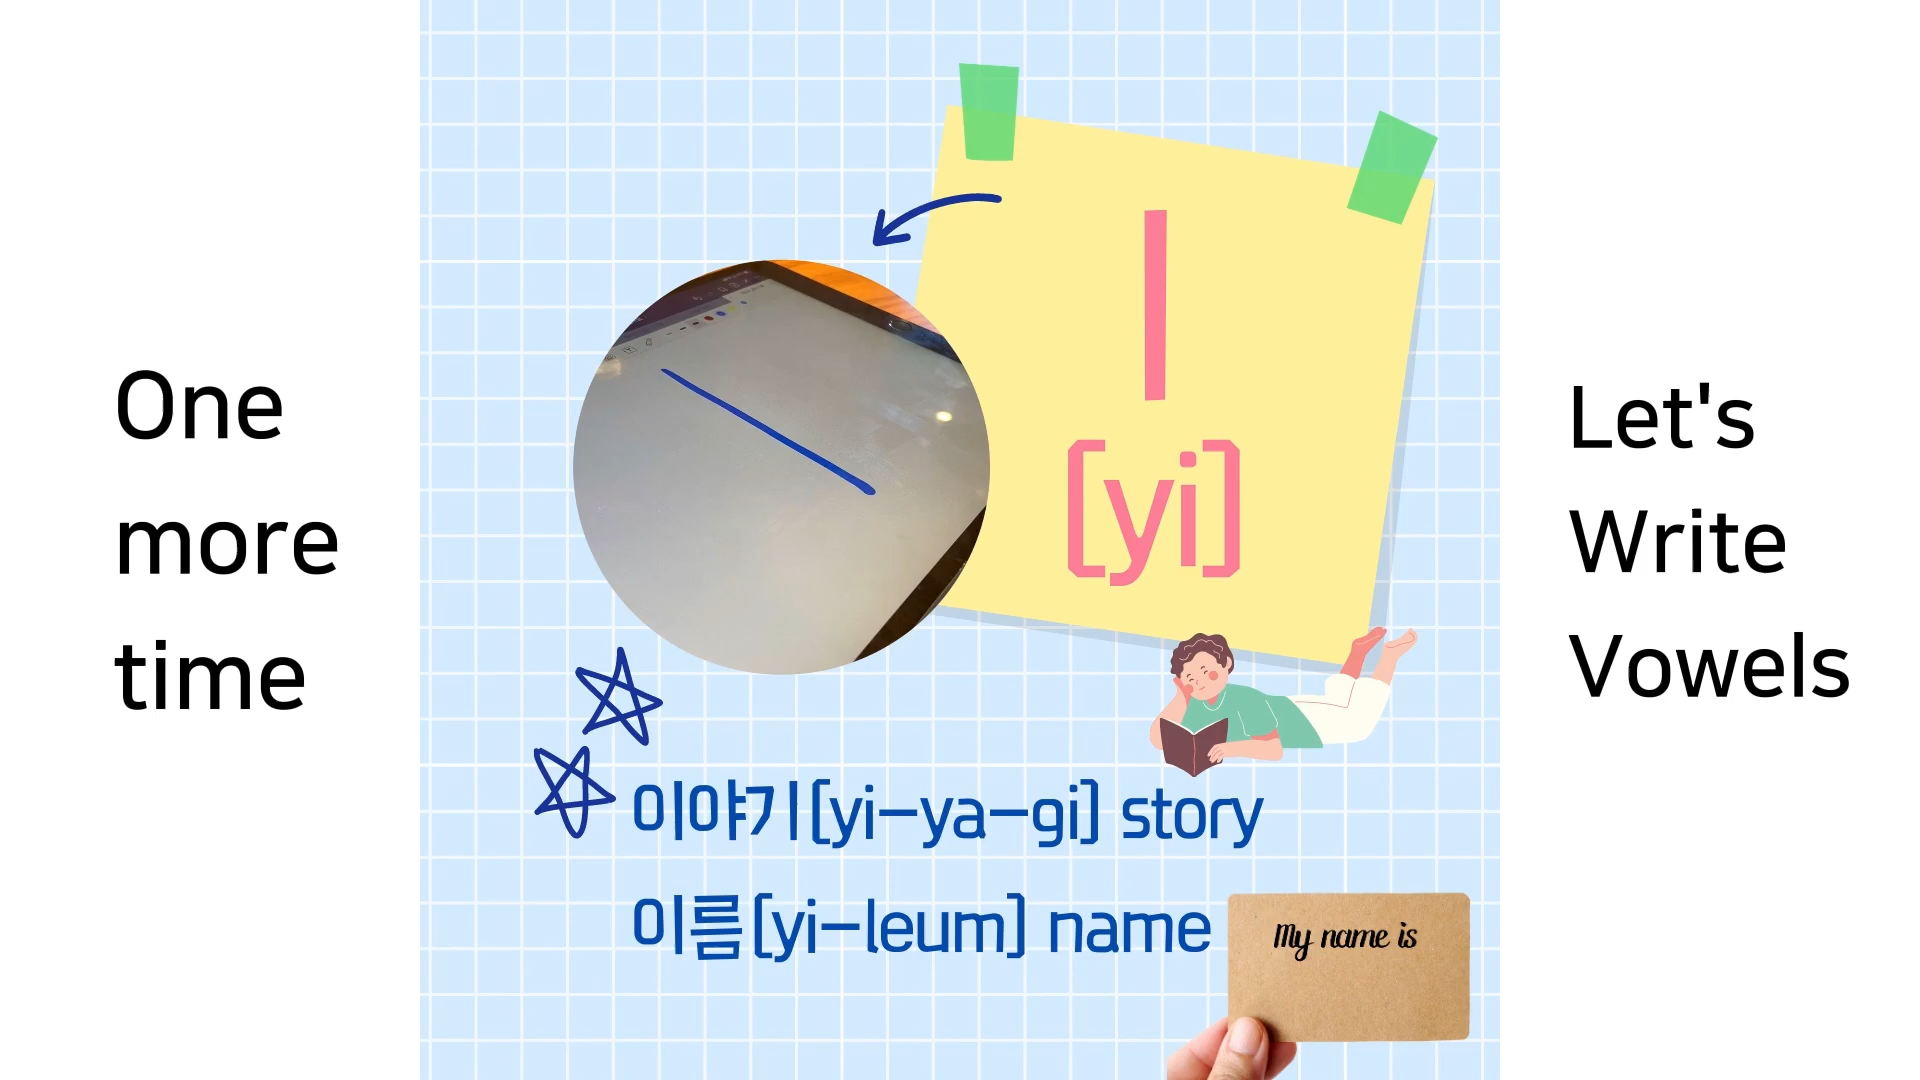 One
more
time
ㅣ
[yi]
이야기[yi-ya-gi] story
이름[yi-leum] name
My name is
Let's
Write
Vowels